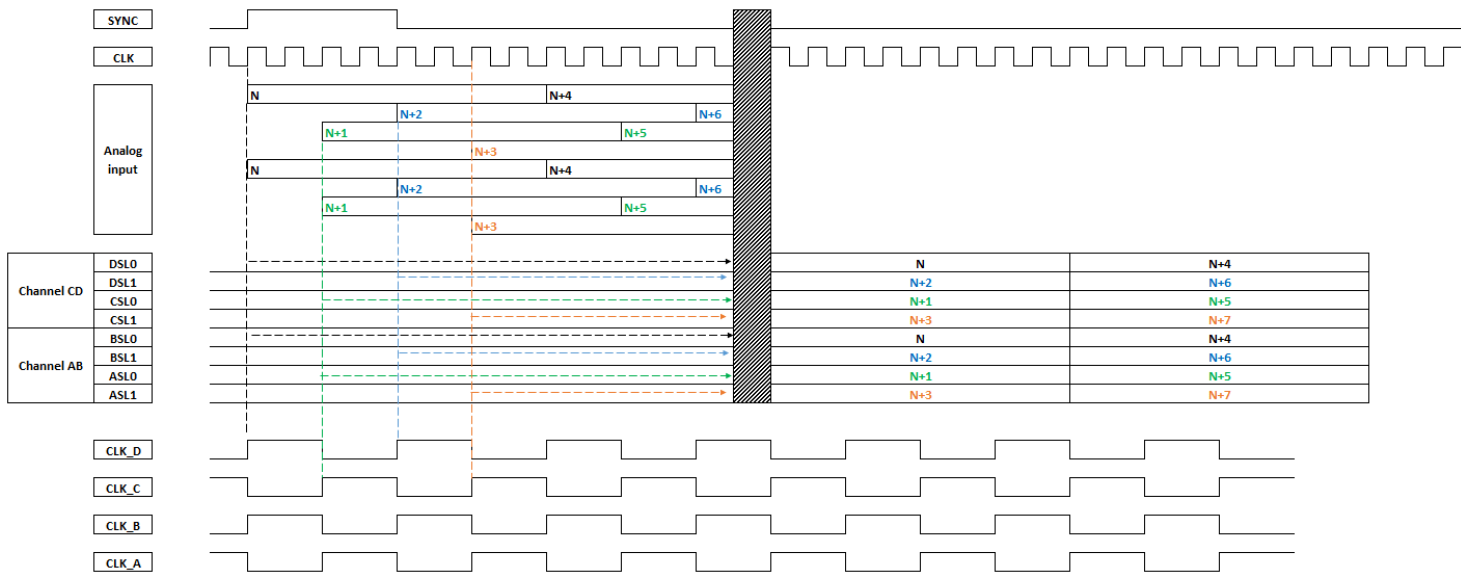 SYNC
CLK
Analog
input
N N+4
N+2 N+6
N+1 N+5
N+3
N N+4
N+2 N+6
N+1 N+5
N+3
Channel CD
DSL0 N N+4
DSL1 N+2 N+6
CSL0 N+1 N+5
CSL1 N+3 N+7
Channel AB
BSL0 N N+4
BSL1 N+2 N+6
ASL0 N+1 N+5
ASL1 N+3 N+7
CLK_D
CLK_C
CLK_B
CLK_A